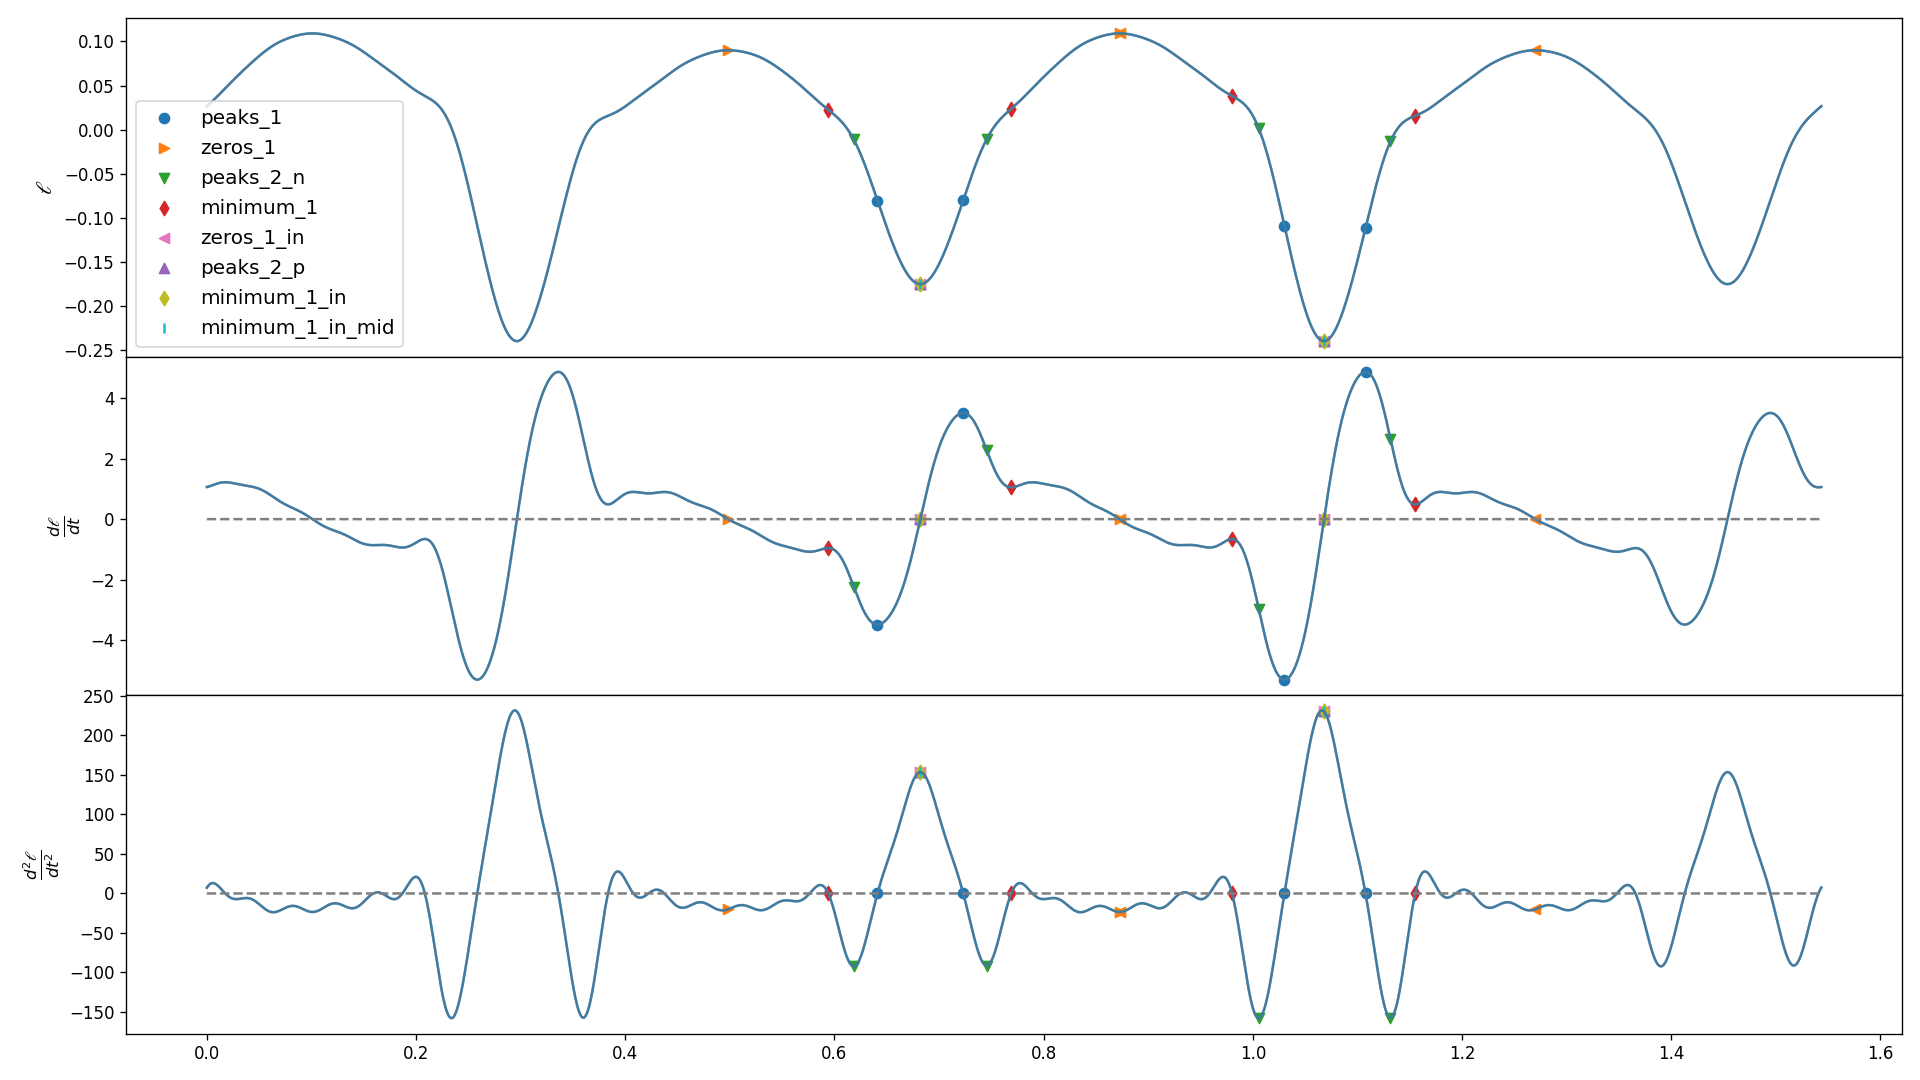 0.10
0.05
0.00
−0.05
−0.10
−0.15
−0.20
−0.25
ℓ
peaks_1
zeros_1
peaks_2_n
minimum_1
zeros_1_in
peaks_2_p
minimum_1_in
minimum_1_in_mid
4
2
0
−2
−4
dℓ
dt
250
200
150
100
50
0
−50
−100
−150
d²ℓ
dt²
0.0 0.2 0.4 0.6 0.8 1.0 1.2 1.4 1.6